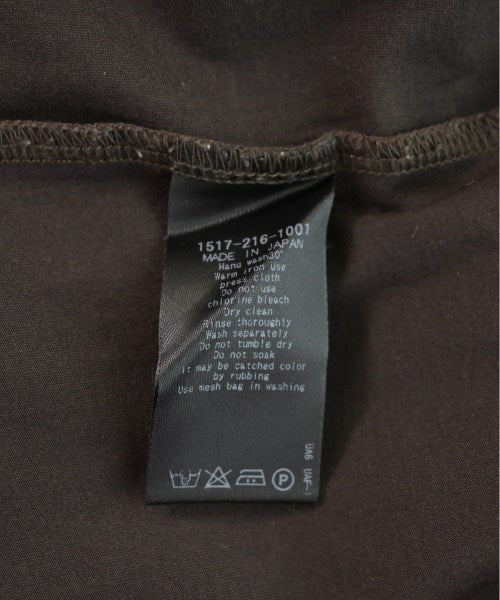 1517-216-1001
MADE IN JAPAN
Hand wash30°
Warm iron Use
press cloth
Do not use
chlorine bleach
Dry clean
Rinse thoroughly
Wash separately
Do not tumble dry
Do not soak
it may be catched color
by rubbing
Use mesh bag in washing
P
UA6 UAF-